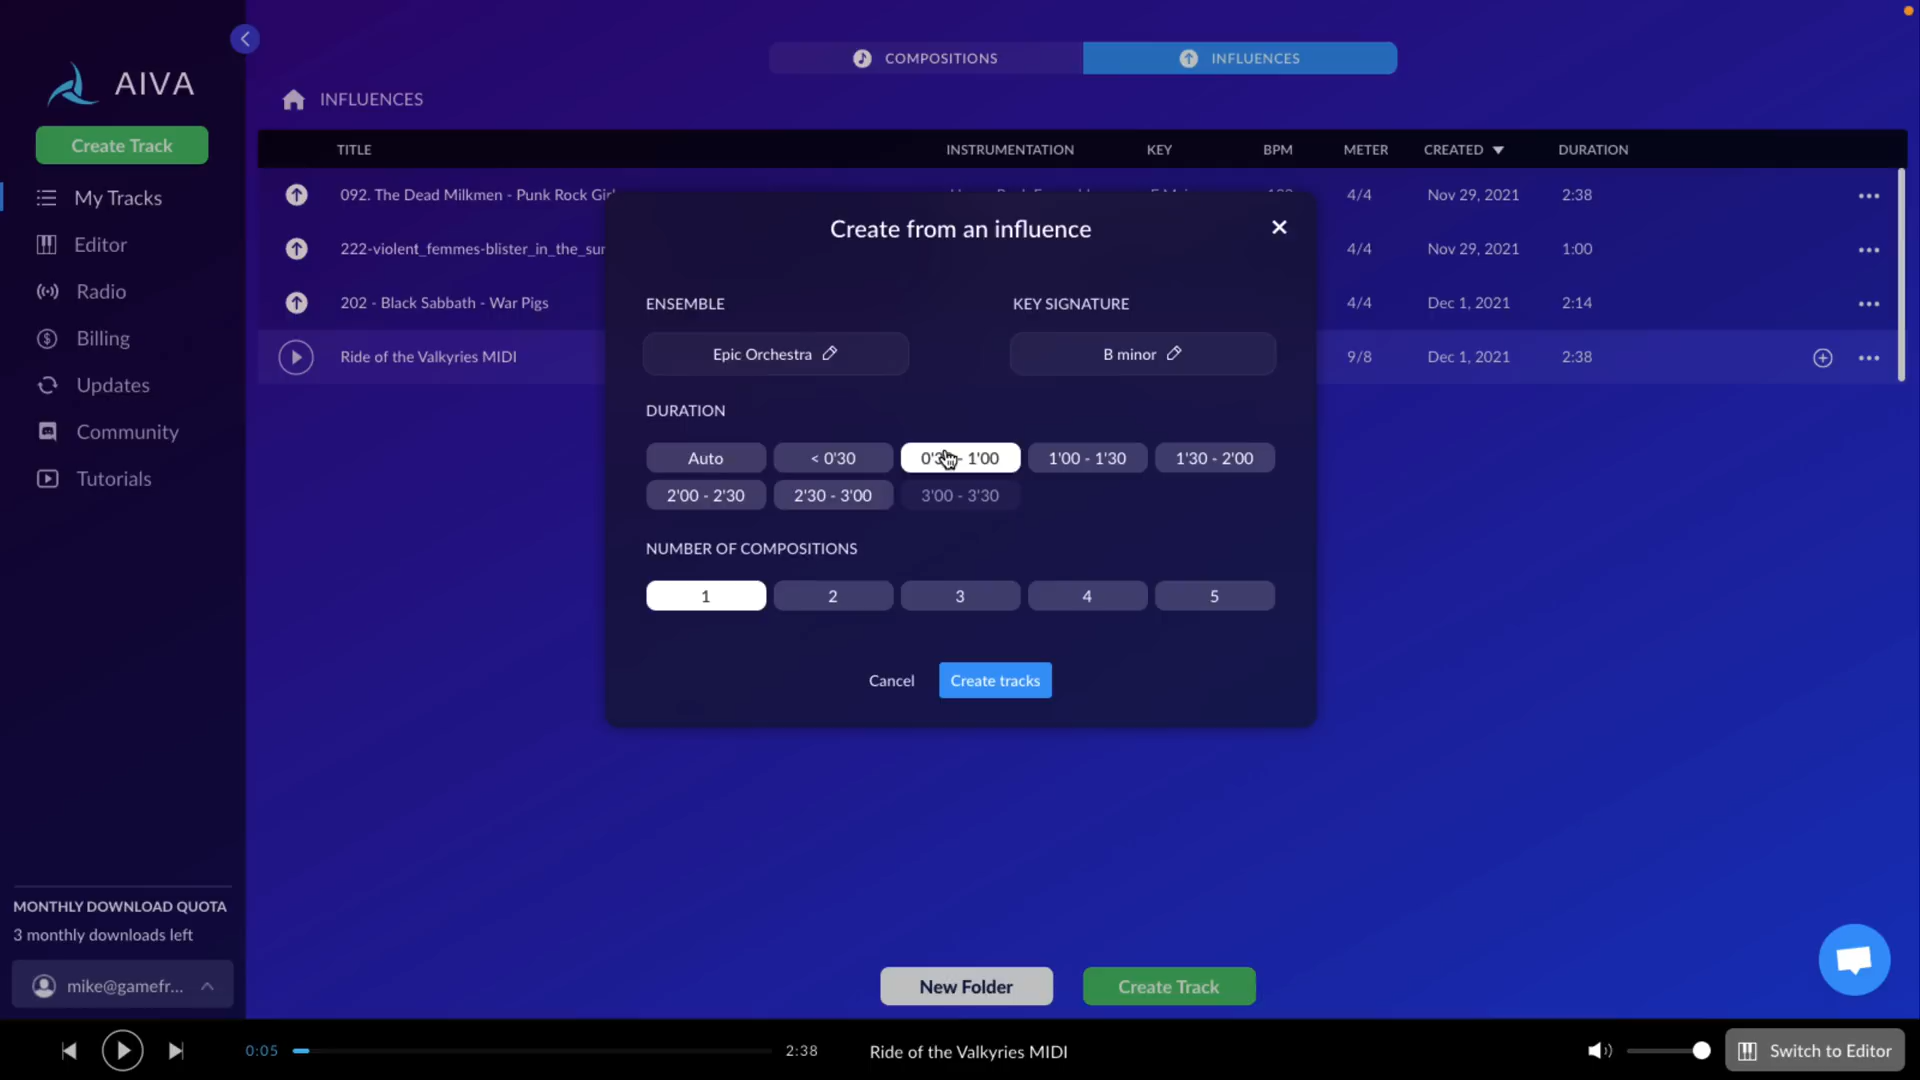 AIVA
Create Track
My Tracks
Editor
Radio
Billing
Updates
Community
Tutorials
MONTHLY DOWNLOAD QUOTA
3 monthly downloads left
mike@gamefr...
COMPOSITIONS
INFLUENCES
INFLUENCES
TITLE INSTRUMENTATION KEY BPM METER CREATED DURATION
092. The Dead Milkmen - Punk Rock Gir 4/4 Nov 29, 2021 2:38
222-violent_femmes-blister_in_the_sun 4/4 Nov 29, 2021 1:00
202 - Black Sabbath - War Pigs 4/4 Dec 1, 2021 2:14
Ride of the Valkyries MIDI 9/8 Dec 1, 2021 2:38
Create from an influence
ENSEMBLE KEY SIGNATURE
Epic Orchestra B minor
DURATION
Auto < 0'30 - 1'00 1'00 - 1'30 1'30 - 2'00
2'00 - 2'30 2'30 - 3'00 3'00 - 3'30
NUMBER OF COMPOSITIONS
1 2 3 4 5
Cancel Create tracks
New Folder Create Track
0:05 2:38 Ride of the Valkyries MIDI Switch to Editor